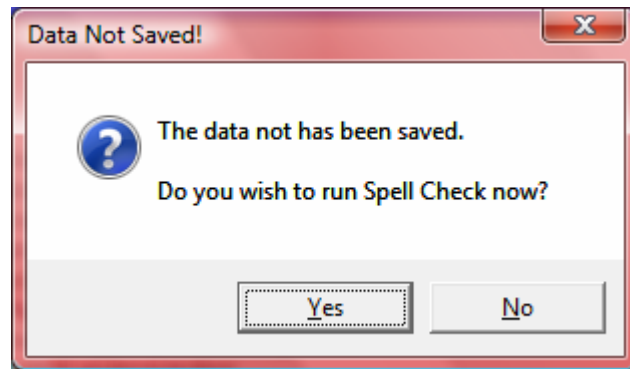 Data Not Saved!
The data not has been saved.
Do you wish to run Spell Check now?
Yes No